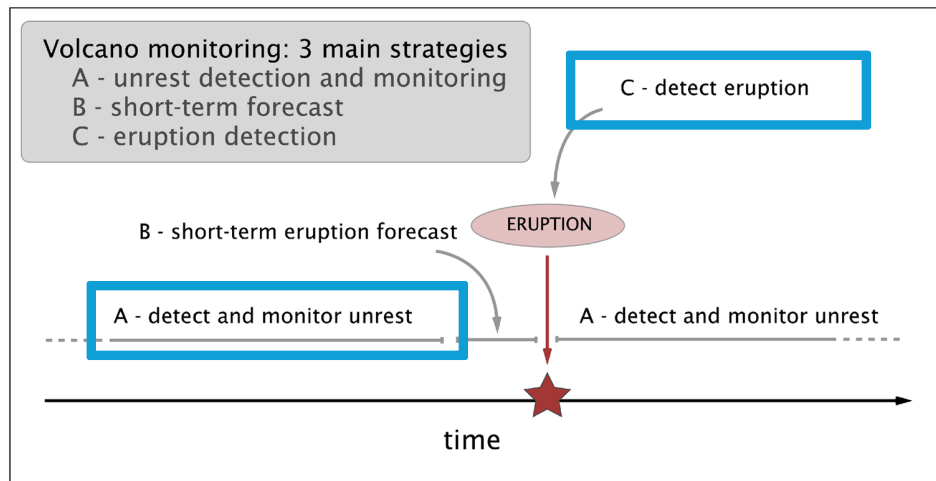 Volcano monitoring: 3 main strategies
A - unrest detection and monitoring
B - short-term forecast
C - eruption detection
C - detect eruption
ERUPTION
B - short-term eruption forecast
A - detect and monitor unrest
A - detect and monitor unrest
time